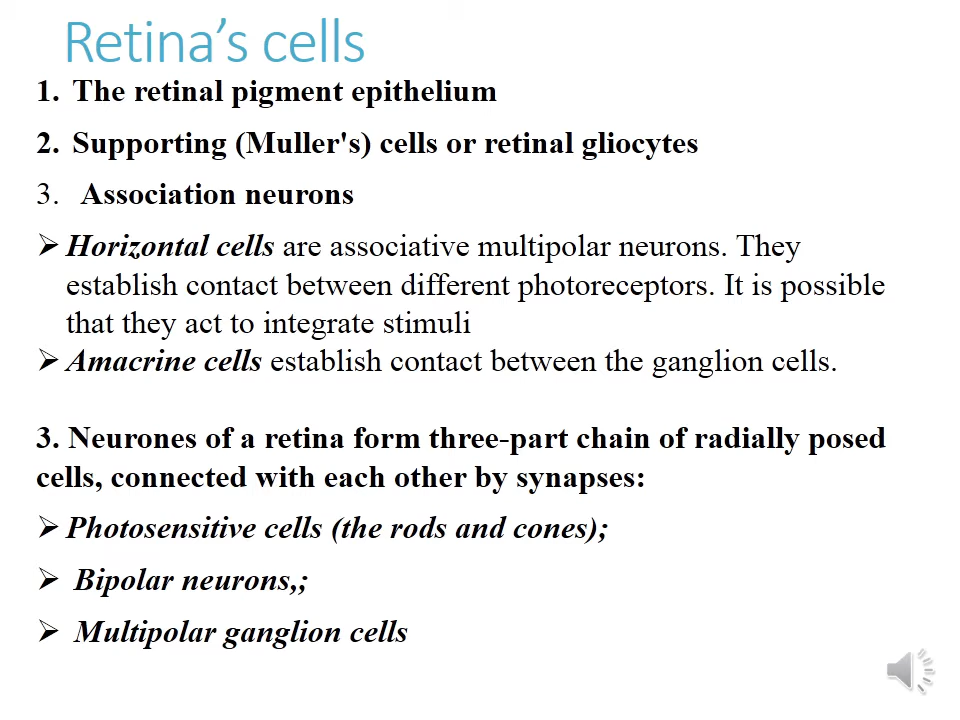 Retina’s cells
1. The retinal pigment epithelium
2. Supporting (Muller's) cells or retinal gliocytes
3. Association neurons
➢ Horizontal cells are associative multipolar neurons. They
establish contact between different photoreceptors. It is possible
that they act to integrate stimuli
➢ Amacrine cells establish contact between the ganglion cells.
3. Neurones of a retina form three-part chain of radially posed
cells, connected with each other by synapses:
➢ Photosensitive cells (the rods and cones);
➢ Bipolar neurons,;
➢ Multipolar ganglion cells